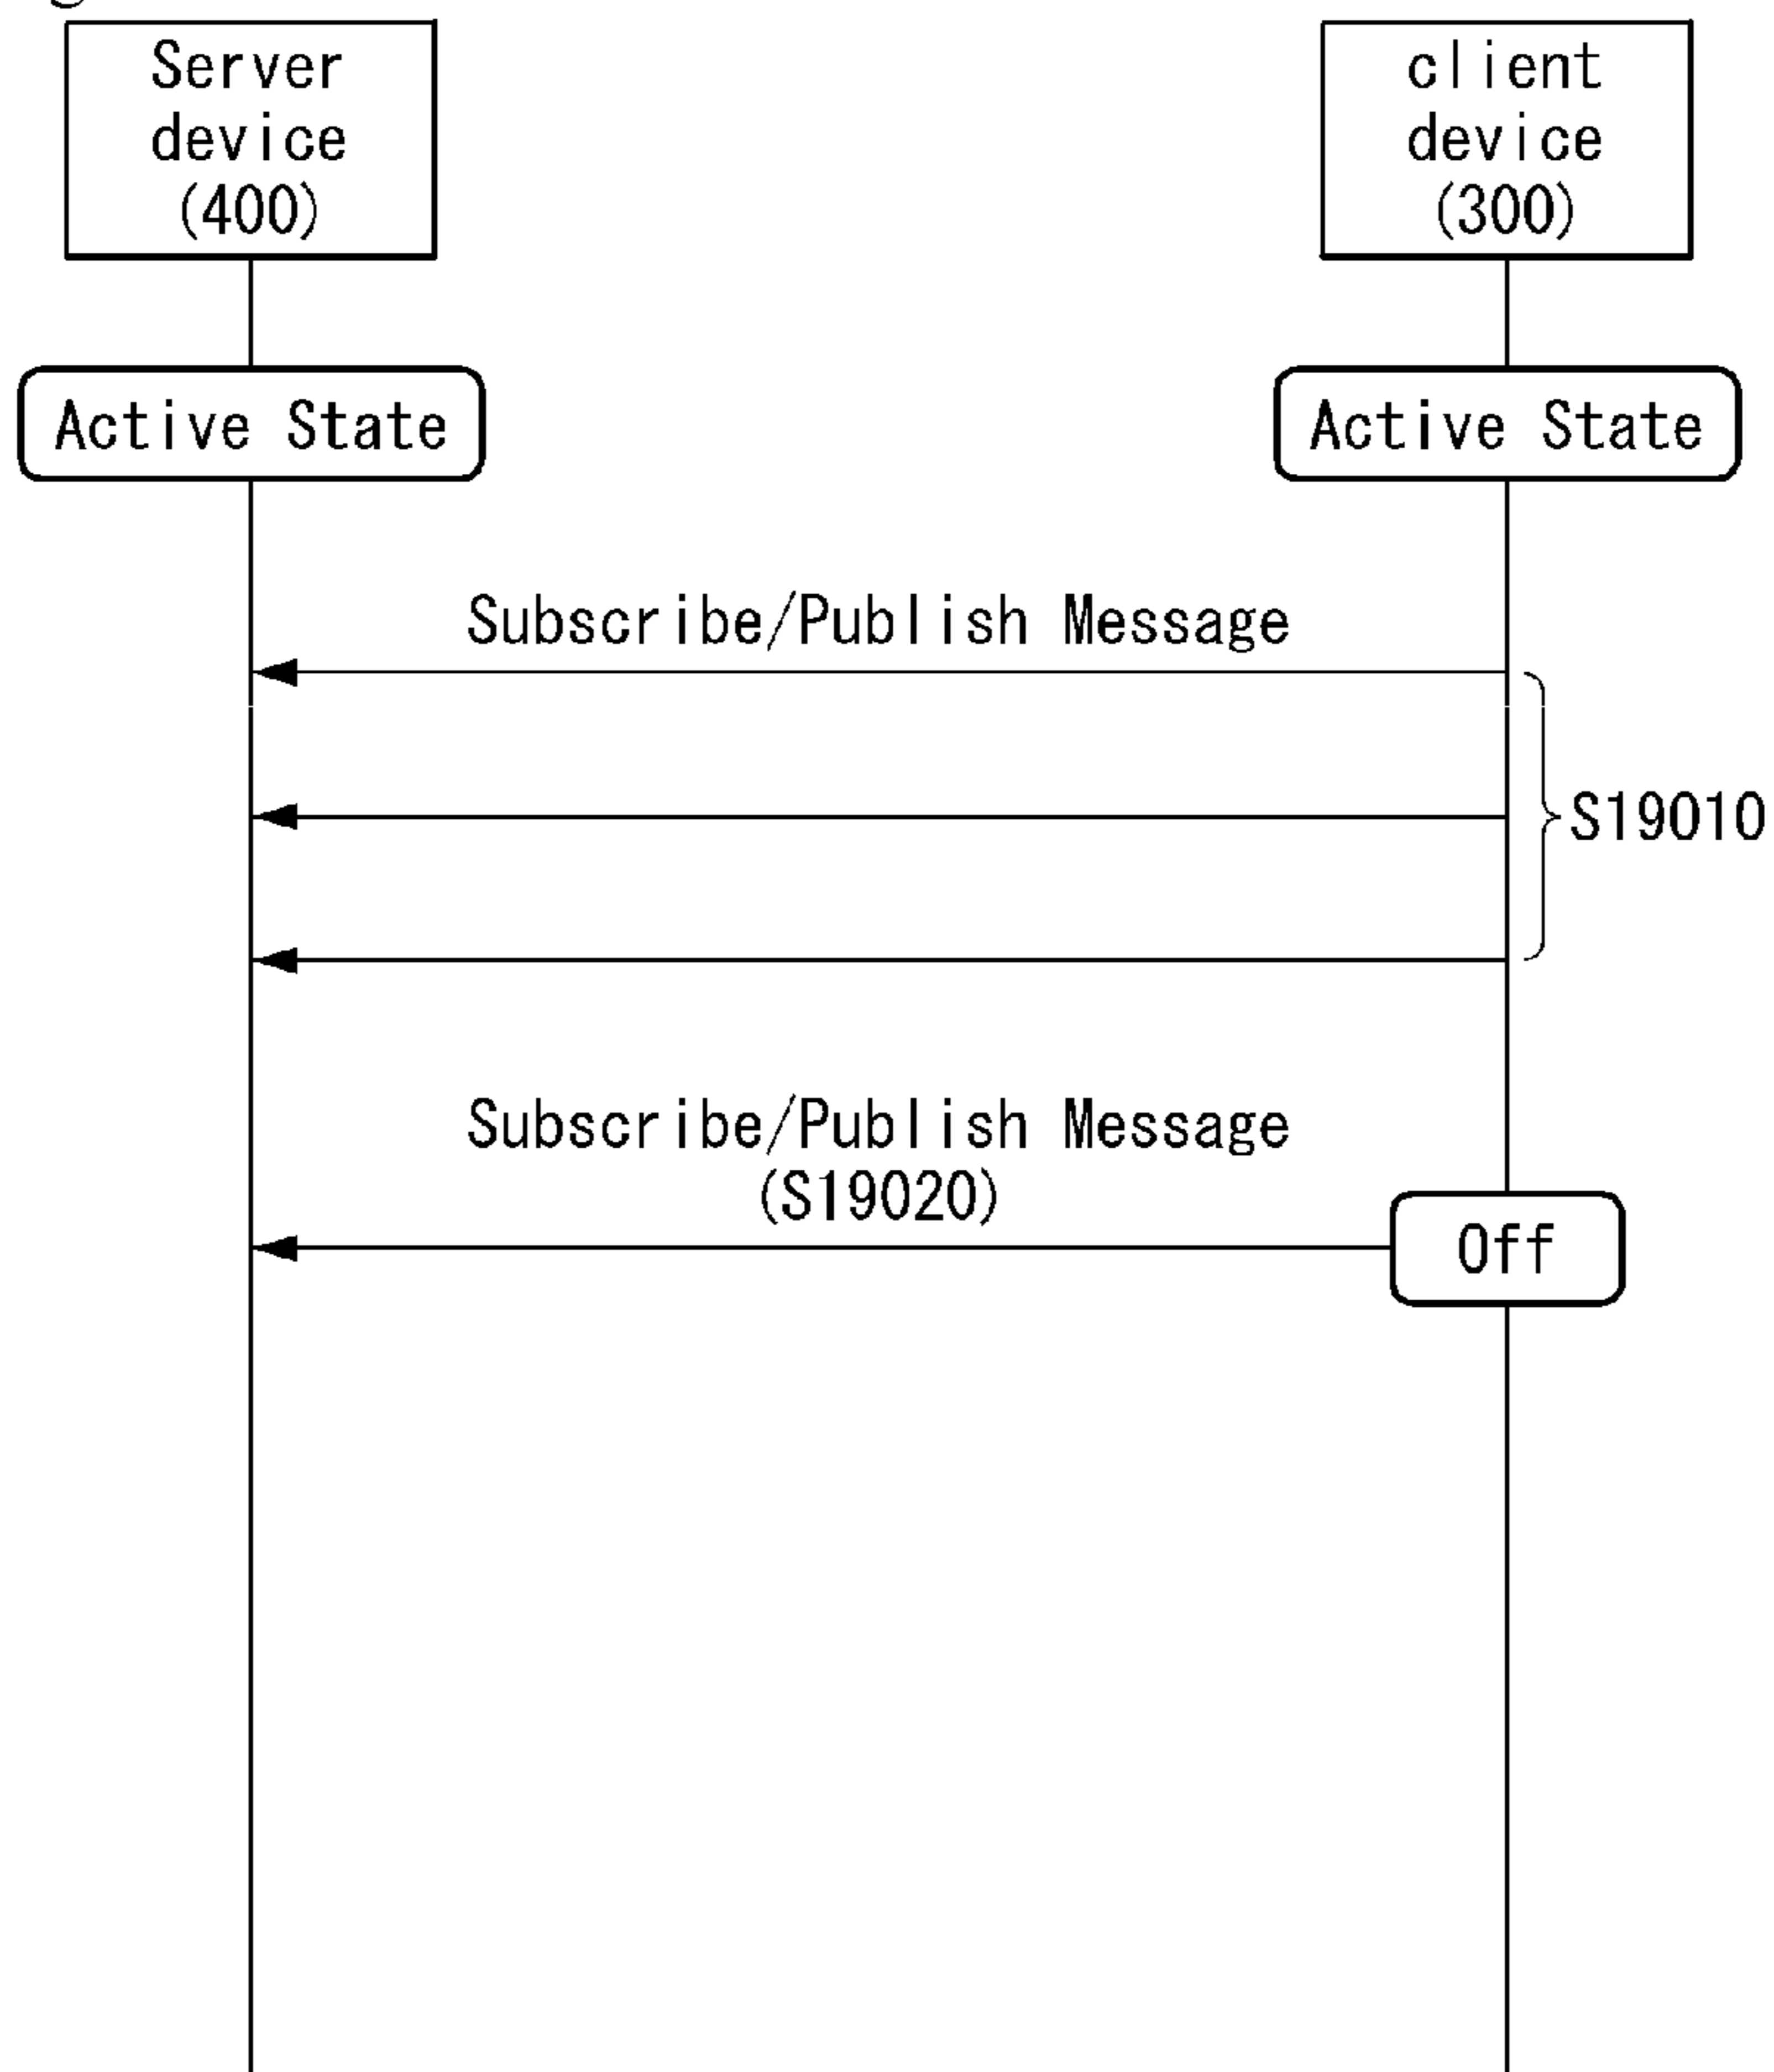 Server
device
(400)
client
device
(300)
Active State
Active State
Subscribe/Publish Message
S19010
Subscribe/Publish Message
(S19020)
Off